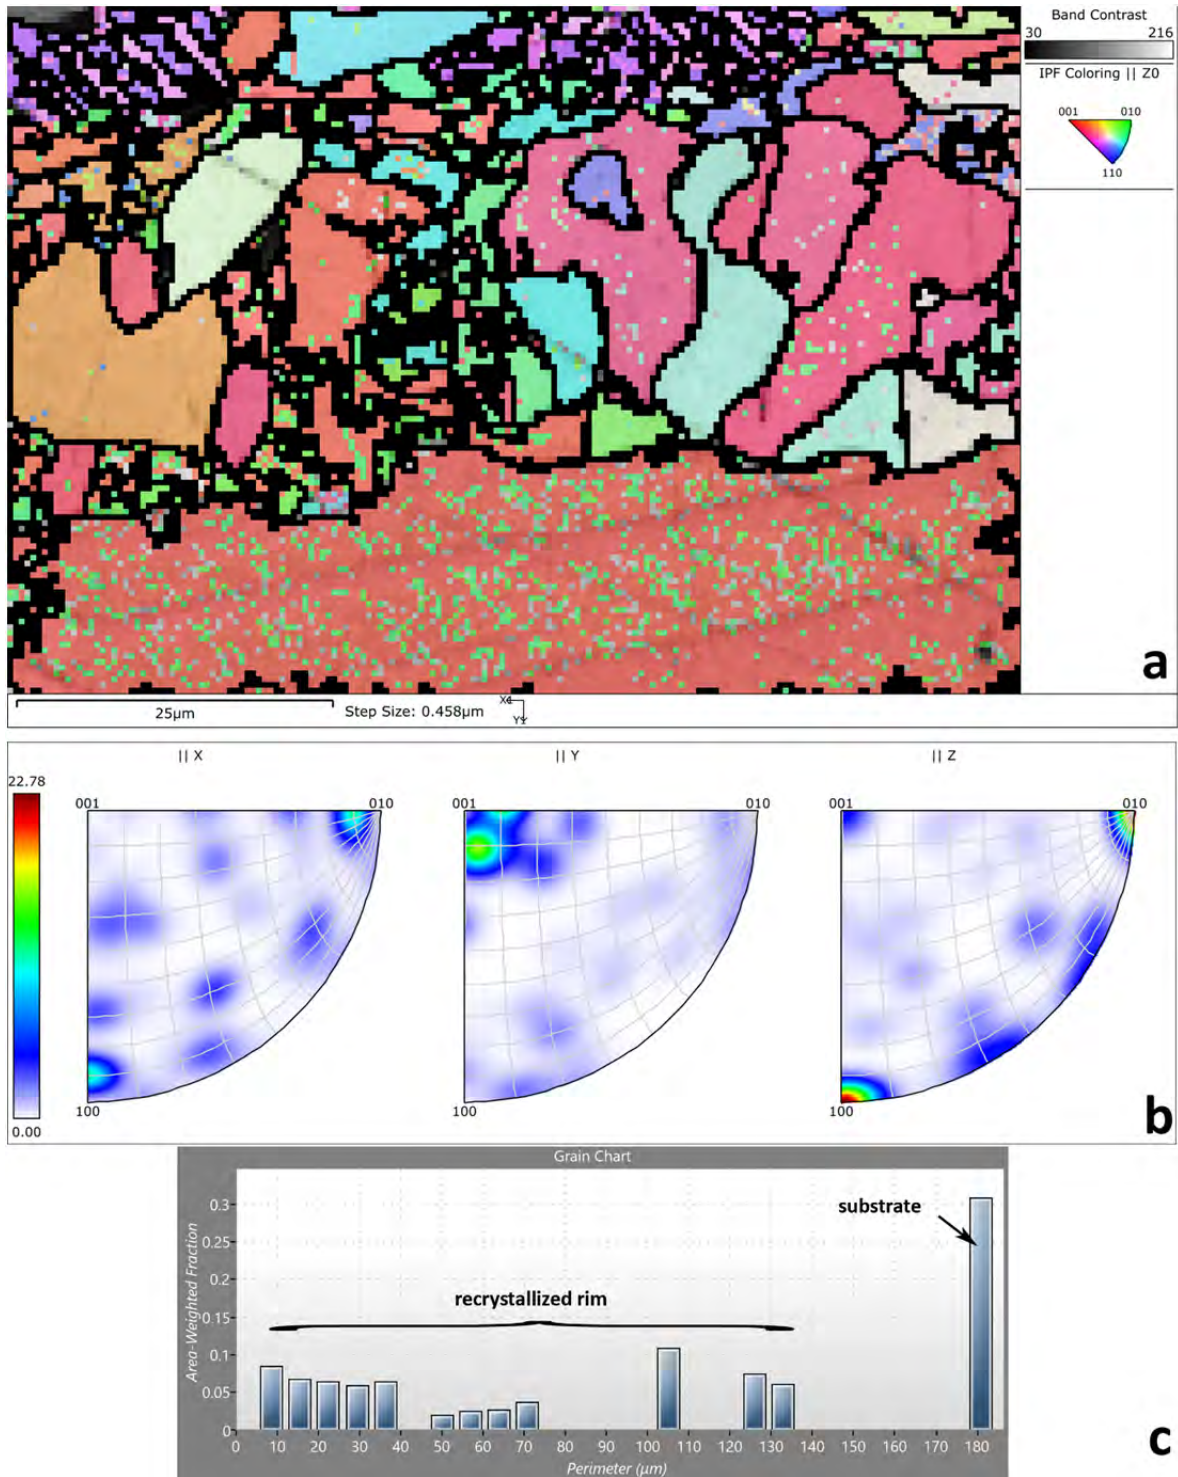 Band Contrast
30 216
IPF Coloring || Z0
001 010
110
a
25µm Step Size: 0.458µm
X1
Y1
|| X || Y || Z
22.78
001 010 001 010 001 010
100 100 100
0.00
b
Grain Chart
substrate
recrystallized rim
Area-Weighted Fraction
0.3
0.25
0.2
0.15
0.1
0.05
0
0 10 20 30 40 50 60 70 80 90 100 110 120 130 140 150 160 170 180
Perimeter (µm)
c